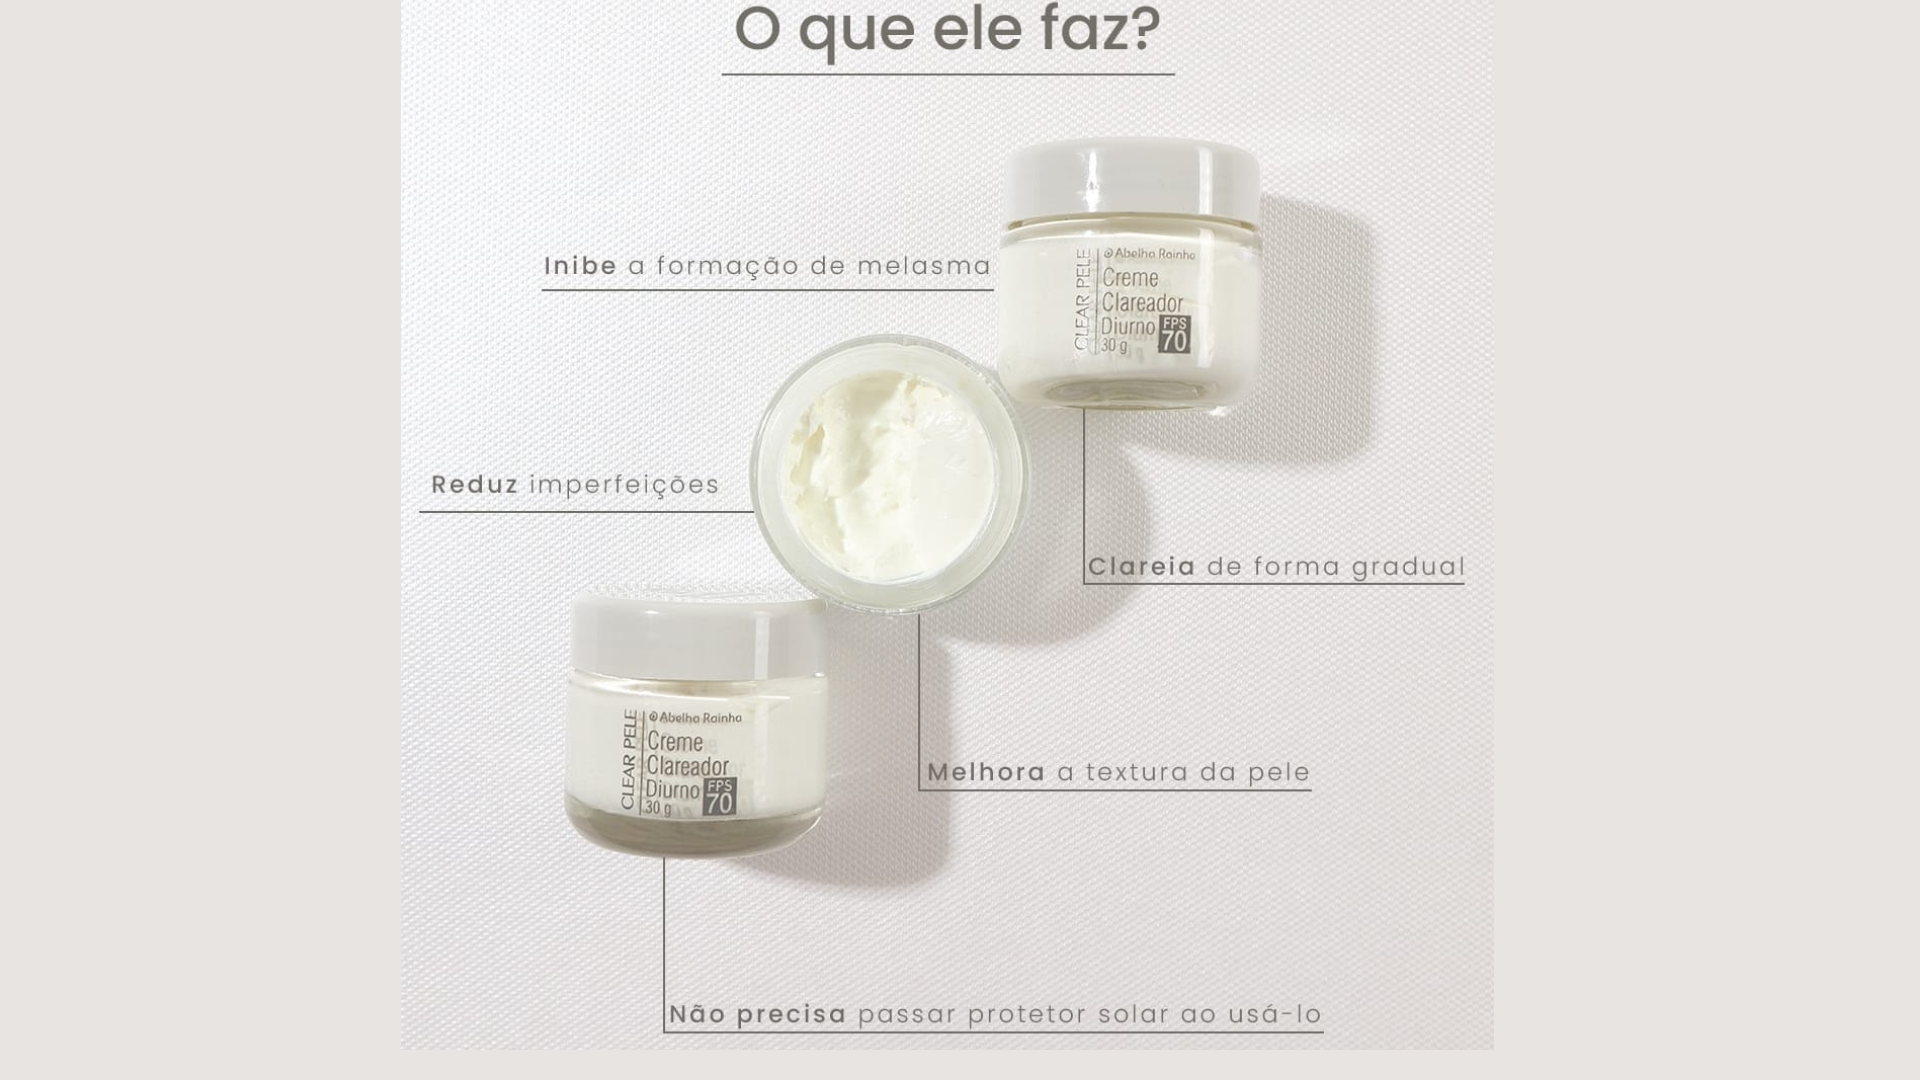 O que ele faz?
Inibe a formação de melasma
Abelha Rainha
CLEAR PELE
Creme
Clareador
Diurno FPS
30 g 70
Reduz imperfeições
Clareia de forma gradual
Abelha Rainha
CLEAR PELE
Creme
Clareador
Diurno FPS
30 g 70
Melhora a textura da pele
Não precisa passar protetor solar ao usá-lo